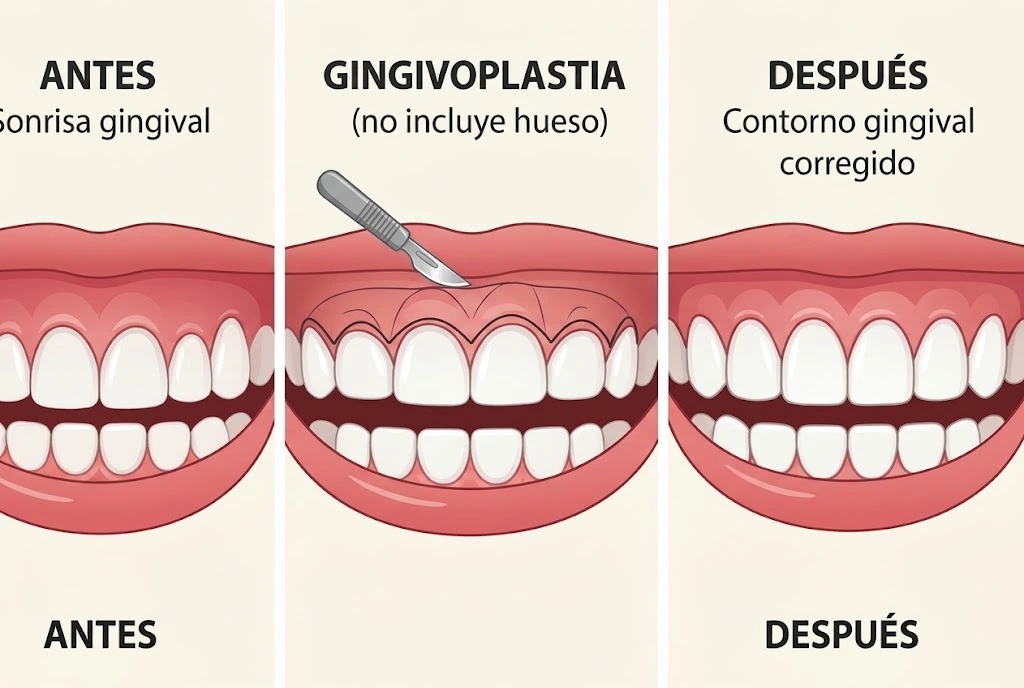 ANTES
Sonrisa gingival
GINGIVOPLASTIA
(no incluye hueso)
DESPUÉS
Contorno gingival
corregido
ANTES
DESPUÉS